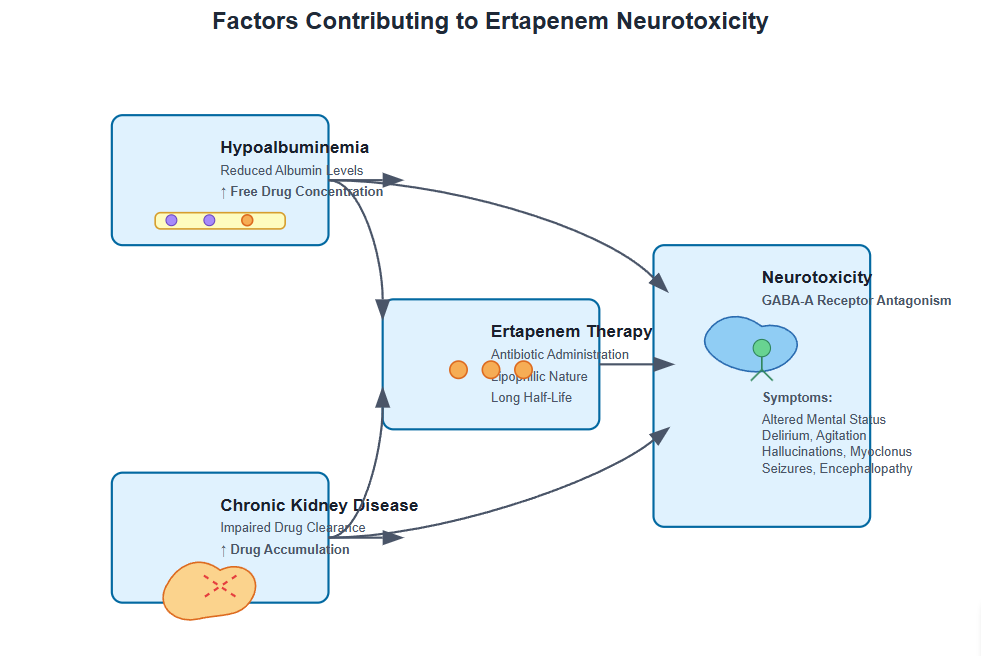 Factors Contributing to Ertapenem Neurotoxicity
Hypoalbuminemia
Reduced Albumin Levels
↑ Free Drug Concentration
Ertapenem Therapy
Antibiotic Administration
Lipophilic Nature
Long Half-Life
Chronic Kidney Disease
Impaired Drug Clearance
↑ Drug Accumulation
Neurotoxicity
GABA-A Receptor Antagonism
Symptoms:
Altered Mental Status
Delirium, Agitation
Hallucinations, Myoclonus
Seizures, Encephalopathy